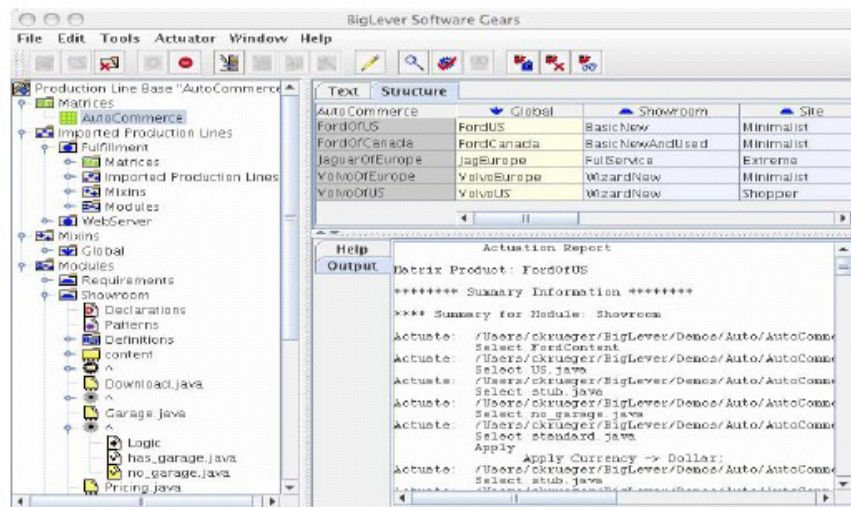 BigLever Software Gears
File Edit Tools Actuator Window Help
Production Line Base "AutoCommerce
Matrices
AutoCommerce
Imported Production Lines
Fulfillment
Matrices
Imported Production Lines
Mixins
Modules
WebServer
Mixins
Global
Modules
Requirements
Showroom
Declarations
Patterns
Definitions
content
^
Download.java
^
Garage.java
^
Logic
has_garage.java
no_garage.java
Pricing.java
Text Structure
AutoCommerce Global Showroom Site
FordOfUS FordUS BasicNew Minimalist
FordOfCanada FordCanada BasicNewAndUsed Minimalist
JaguarOfEurope JagEurope FulService Extreme
VolvoOfEurope VolvoEurope WizardNew Minimalist
VolvoOfUS VolvoUS WizardNew Shopper
Help
Output
Actuation Report
Matrix Product: FordOfUS
******** Summary Information ********
**** Summary for Module: Showroom
Actuate: /Users/ckrueger/BigLever/Demos/Auto/AutoComme
Select FordContent
Actuate: /Users/ckrueger/BigLever/Demos/Auto/AutoComme
Select US.java
Actuate: /Users/ckrueger/BigLever/Demos/Auto/AutoComme
Select stub.java
Actuate: /Users/ckrueger/BigLever/Demos/Auto/AutoComme
Select no_garage.java
Actuate: /Users/ckrueger/BigLever/Demos/Auto/AutoComme
Select standard.java
Apply
Apply Currency -> Dollar;
Actuate: /Users/ckrueger/BigLever/Demos/Auto/AutoComme
Select stub.java